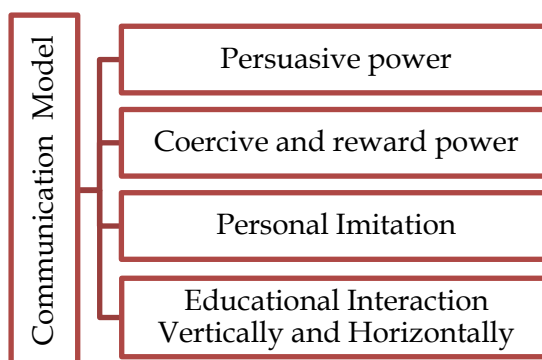 Communication Model
Persuasive power
Coercive and reward power
Personal Imitation
Educational Interaction
Vertically and Horizontally